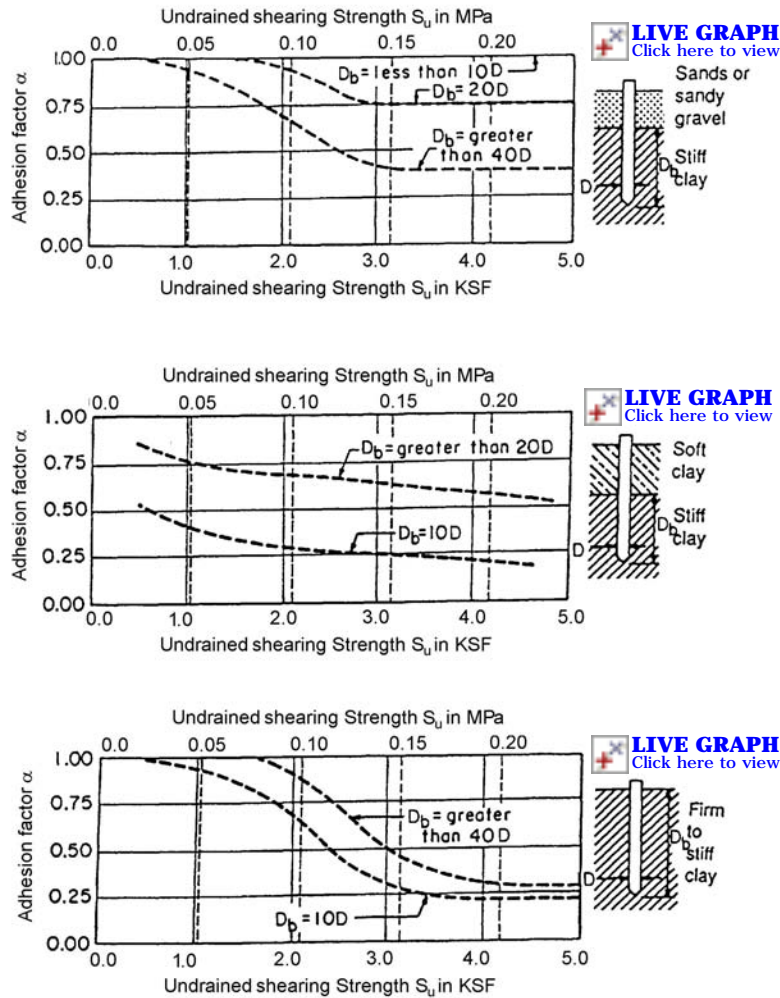 Undrained shearing Strength Su in MPa
0.0 0.05 0.10 0.15 0.20
LIVE GRAPH
Click here to view
1.00
0.75
0.50
0.25
0.00
Adhesion factor α
Db = less than 10D
Db = 20D
Db = greater
than 40D
0.0 1.0 2.0 3.0 4.0 5.0
Undrained shearing Strength Su in KSF
Sands or
sandy
gravel
Stiff
clay
Db
D
Undrained shearing Strength Su in MPa
0.0 0.05 0.10 0.15 0.20
LIVE GRAPH
Click here to view
1.00
0.75
0.50
0.25
0.00
Adhesion factor α
Db = greater than 20D
Db = 10D
0.0 1.0 2.0 3.0 4.0 5.0
Undrained shearing Strength Su in KSF
Soft
clay
Stiff
clay
Db
D
Undrained shearing Strength Su in MPa
0.0 0.05 0.10 0.15 0.20
LIVE GRAPH
Click here to view
1.00
0.75
0.50
0.25
0.00
Adhesion factor α
Db = greater
than 40D
Db = 10D
0.0 1.0 2.0 3.0 4.0 5.0
Undrained shearing Strength Su in KSF
Firm
to
stiff
clay
Db
D